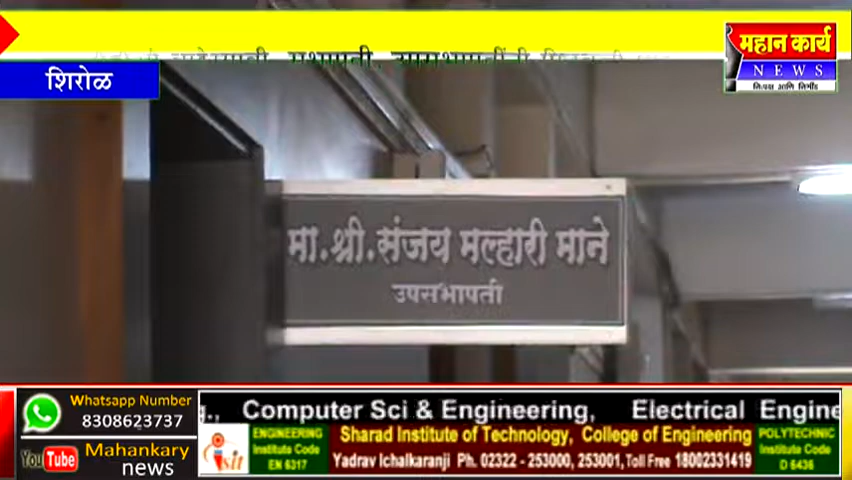 महान कार्य
NEWS
शिरोळ
मा.श्री.संजय मल्हारी माने
उपसभापती
Whatsapp Number
8308623737
YouTube
Mahankary
news
Computer Sci & Engineering, Electrical Engine
isit
ENGINEERING
Institute Code
EN 6317
Sharad Institute of Technology, College of Engineering
Yadrav Ichalkaranji Ph. 02322 - 253000, 253001, Toll Free 18002331419
POLYTECHNIC
Institute Code
D 6436